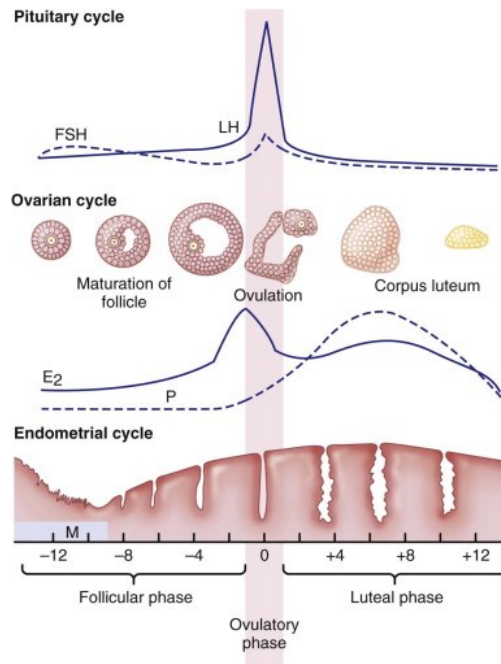 Pituitary cycle
LH
FSH
Ovarian cycle
Maturation of
follicle
Ovulation
Corpus luteum
E2
P
Endometrial cycle
M
–12 –8 –4 0 +4 +8 +12
Follicular phase
Luteal phase
Ovulatory
phase